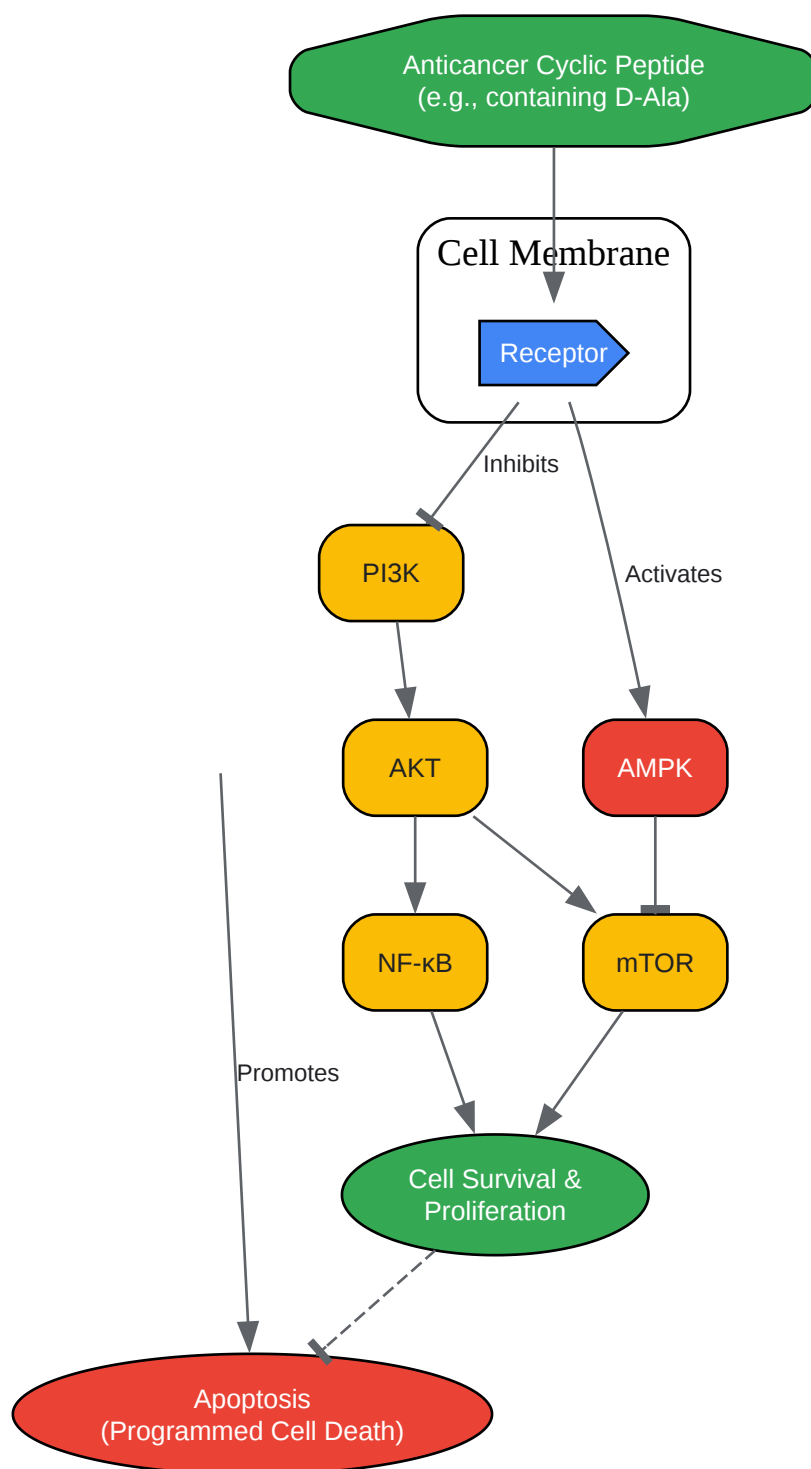 Anticancer Cyclic Peptide
(e.g., containing D-Ala)
Cell Membrane
Receptor
Inhibits
PI3K
Activates
AKT
AMPK
NF-κB
mTOR
Promotes
Cell Survival &
Proliferation
Apoptosis
(Programmed Cell Death)